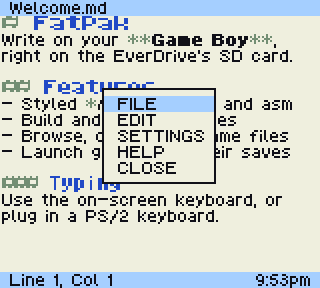 Welcome.md
# FatPak
Write on your **Game Boy**,
right on the EverDrive's SD card.
## Features
- Styled and asm
- Build and es
- Browse, me files
- Launch g eir saves
FILE
EDIT
SETTINGS
HELP
CLOSE
### Typing
Use the on-screen keyboard, or
plug in a PS/2 keyboard.
Line 1, Col 1
9:53pm